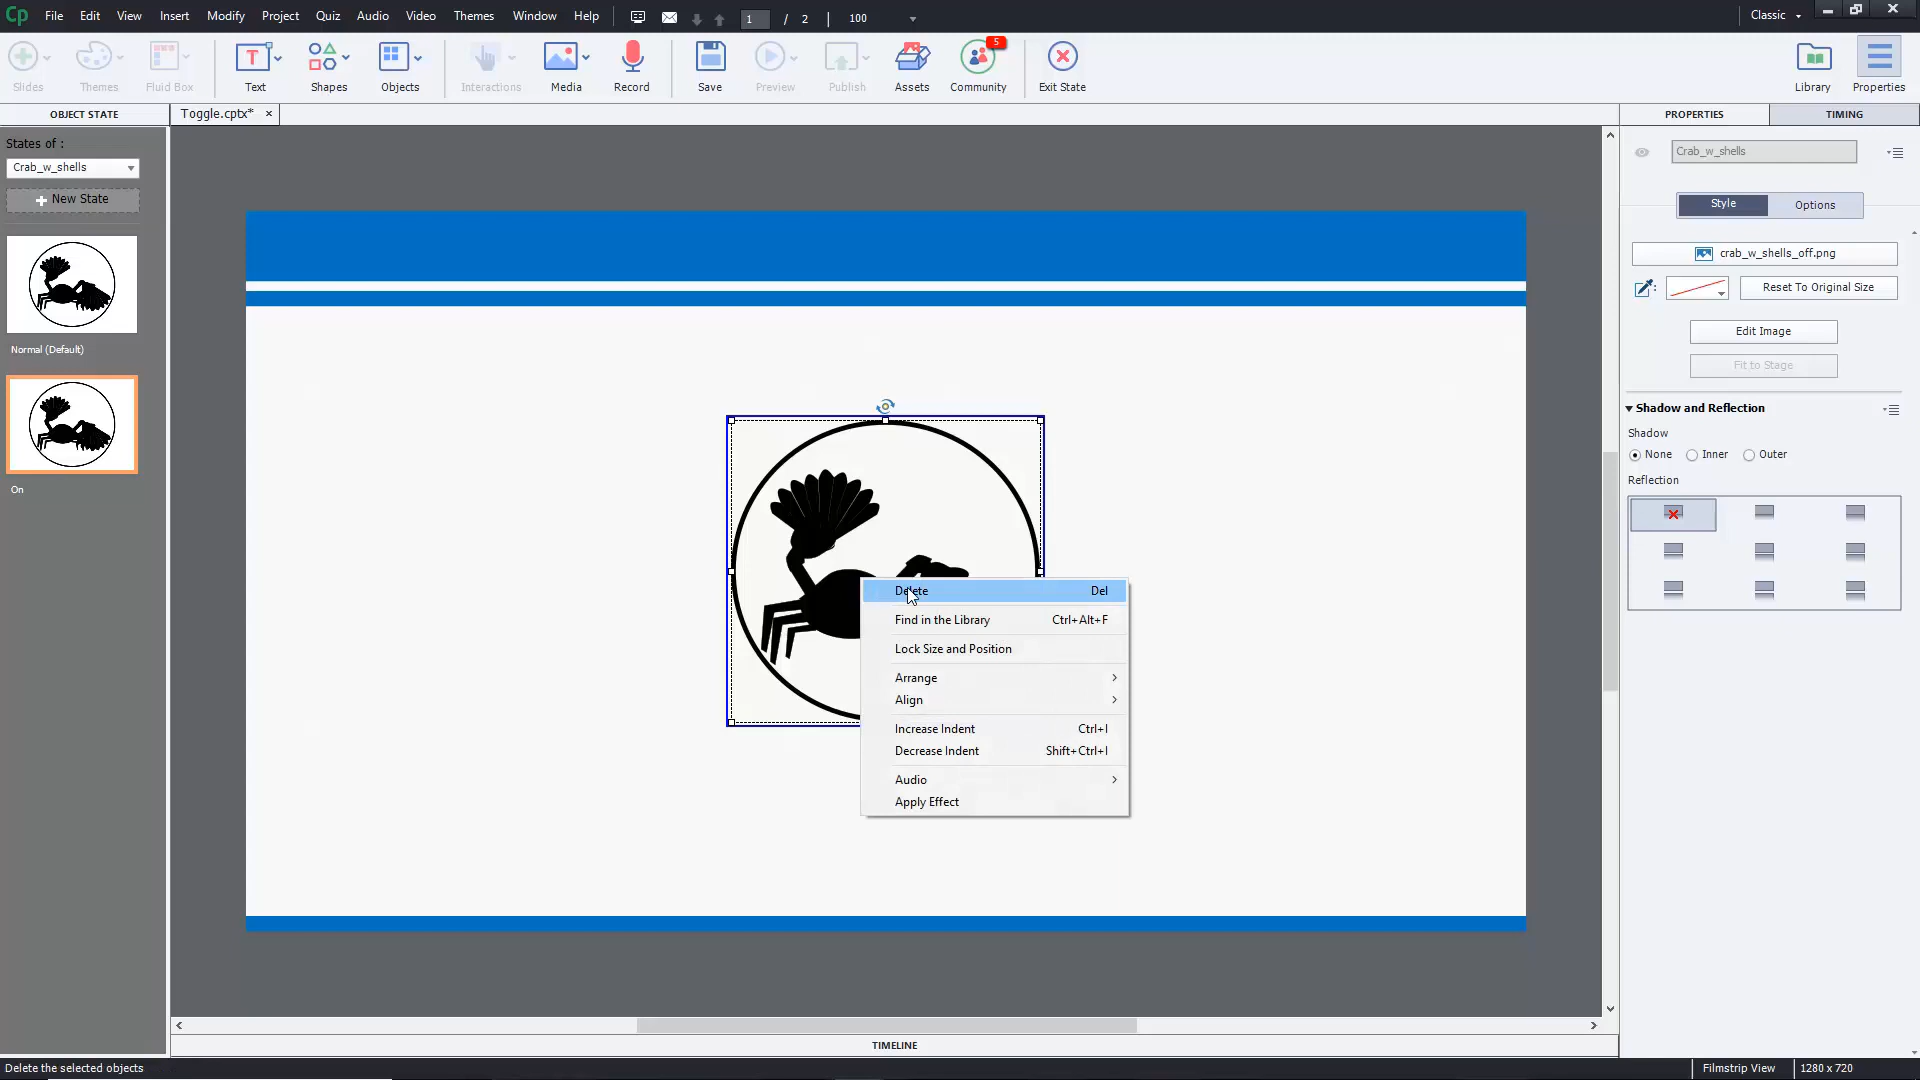 Cp File Edit View Insert Modify Project Quiz Audio Video Themes Window Help 1 / 2 100 Classic
Slides Themes Fluid Box Text Shapes Objects Interactions Media Record Save Preview Publish Assets 5 Community Exit State Library Properties
OBJECT STATE
Toggle.cptx*
PROPERTIES
TIMING
States of :
Crab_w_shells
New State
Normal (Default)
On
Crab_w_shells
Style
Options
crab_w_shells_off.png
Reset To Original Size
Edit Image
Fit to Stage
Shadow and Reflection
Shadow
None Inner Outer
Reflection
Delete Del
Find in the Library Ctrl+Alt+F
Lock Size and Position
Arrange
Align
Increase Indent Ctrl+I
Decrease Indent Shift+Ctrl+I
Audio
Apply Effect
TIMELINE
Delete the selected objects
Filmstrip View
1280 x 720